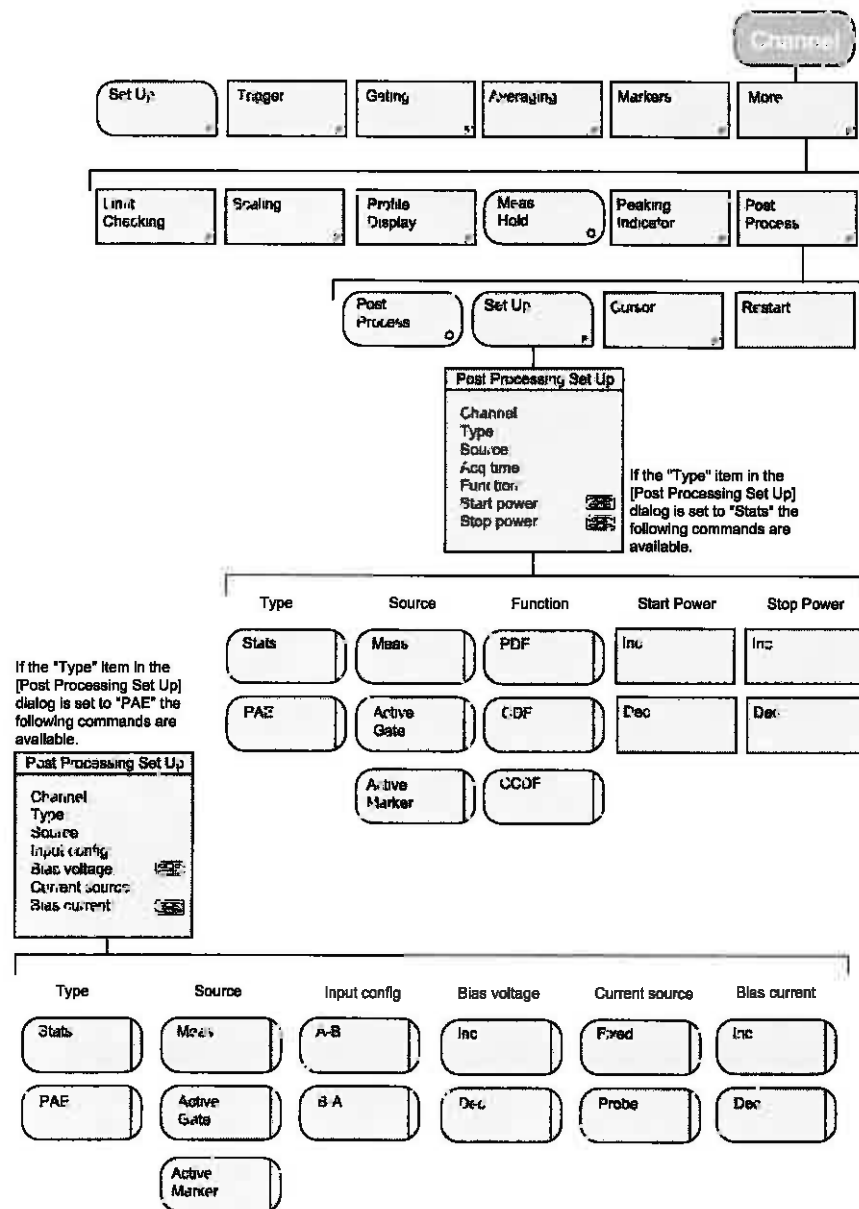 Channel
Set Up
Trigger
Gating
Averaging
Markers
More
Limit
Checking
Scaling
Profile
Display
Meas
Hold
Peaking
Indicator
Post
Process
Post
Process
Set Up
Cursor
Restart
Post Processing Set Up
Channel
Type
Source
Acq time
Function
Start power
Stop power
If the "Type" item in the
[Post Processing Set Up]
dialog is set to "Stats" the
following commands are
available.
Type
Source
Function
Start Power
Stop Power
Stats
Meas
PDF
Inc
Inc
PAE
Active
Gate
CDF
Dec
Dec
Active
Marker
CCDF
If the "Type" item in the
[Post Processing Set Up]
dialog is set to "PAE" the
following commands are
available.
Post Processing Set Up
Channel
Type
Source
Input config
Bias voltage
Current source
Bias current
Type
Source
Input config
Bias voltage
Current source
Bias current
Stats
Meas
A-B
Inc
Fixed
Inc
PAE
Active
Gate
B-A
Dec
Probe
Dec
Active
Marker